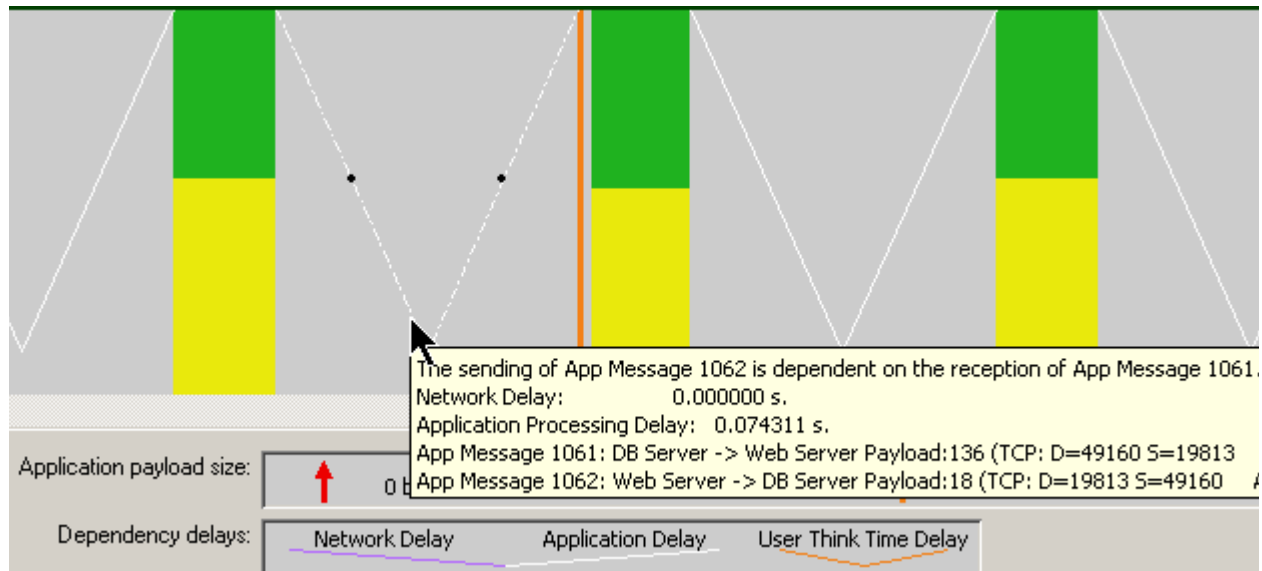 The sending of App Message 1062 is dependent on the reception of App Message 1061.
Network Delay: 0.000000 s.
Application Processing Delay: 0.074311 s.
App Message 1061: DB Server -> Web Server Payload:136 (TCP: D=49160 S=19813
Application payload size: 0
App Message 1062: Web Server -> DB Server Payload:18 (TCP: D=19813 S=49160
Dependency delays: Network Delay Application Delay User Think Time Delay